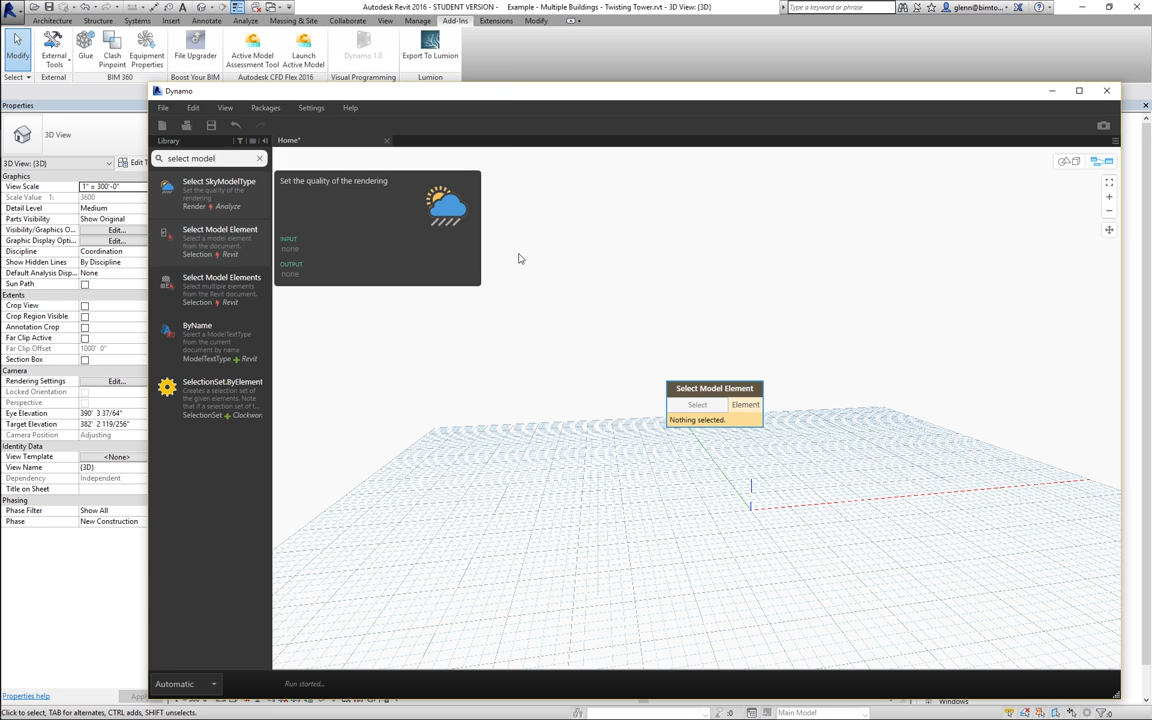 Autodesk Revit 2016 - STUDENT VERSION - Example - Multiple Buildings - Twisting Tower.rvt - 3D View: {3D}
Type a keyword or phrase
glenn@bimto...
Architecture Structure Systems Insert Annotate Analyze Massing & Site Collaborate View Manage Add-Ins Extensions Modify
Modify
External Tools
Glue
Clash Pinpoint
Equipment Properties
File Upgrader
Active Model Assessment Tool
Launch Active Model
Dynamo 1.0
Export To Lumion
Select External BIM 360 Boost Your BIM Autodesk CFD Flex 2016 Visual Programming Lumion
Properties
3D View
3D View: {3D}
Edit T
Graphics
View Scale 1" = 300'-0"
Scale Value 1: 3600
Detail Level Medium
Parts Visibility Show Original
Visibility/Graphics O... Edit...
Graphic Display Opti... Edit...
Discipline Coordination
Show Hidden Lines By Discipline
Default Analysis Disp... None
Sun Path
Extents
Crop View
Crop Region Visible
Annotation Crop
Far Clip Active
Far Clip Offset 1000' 0"
Section Box
Camera
Rendering Settings Edit...
Locked Orientation
Perspective
Eye Elevation 390' 3 37/64"
Target Elevation 382' 2 119/256"
Camera Position Adjusting
Identity Data
View Template <None>
View Name {3D}
Dependency Independent
Title on Sheet
Phasing
Phase Filter Show All
Phase New Construction
Properties help
Dynamo
File Edit View Packages Settings Help
Library
Home*
select model
Select SkyModelType
Set the quality of the
rendering
Render Analyze
Select Model Element
Select a model element
from the document.
Selection Revit
Select Model Elements
Select multiple elements
from the Revit document.
Selection Revit
ByName
Select a ModelTextType
from the current
document by name
ModelTextType + Revit
SelectionSet.ByElement
Creates a selection set of
the given elements. Note
that if a selection set of t...
SelectionSet + Clockwor
Set the quality of the rendering
INPUT
none
OUTPUT
none
Select Model Element
Select Element
Nothing selected.
Automatic
Run started...
Windows
Click to select, TAB for alternates, CTRL adds, SHIFT unselects.
:0
Main Model
:0